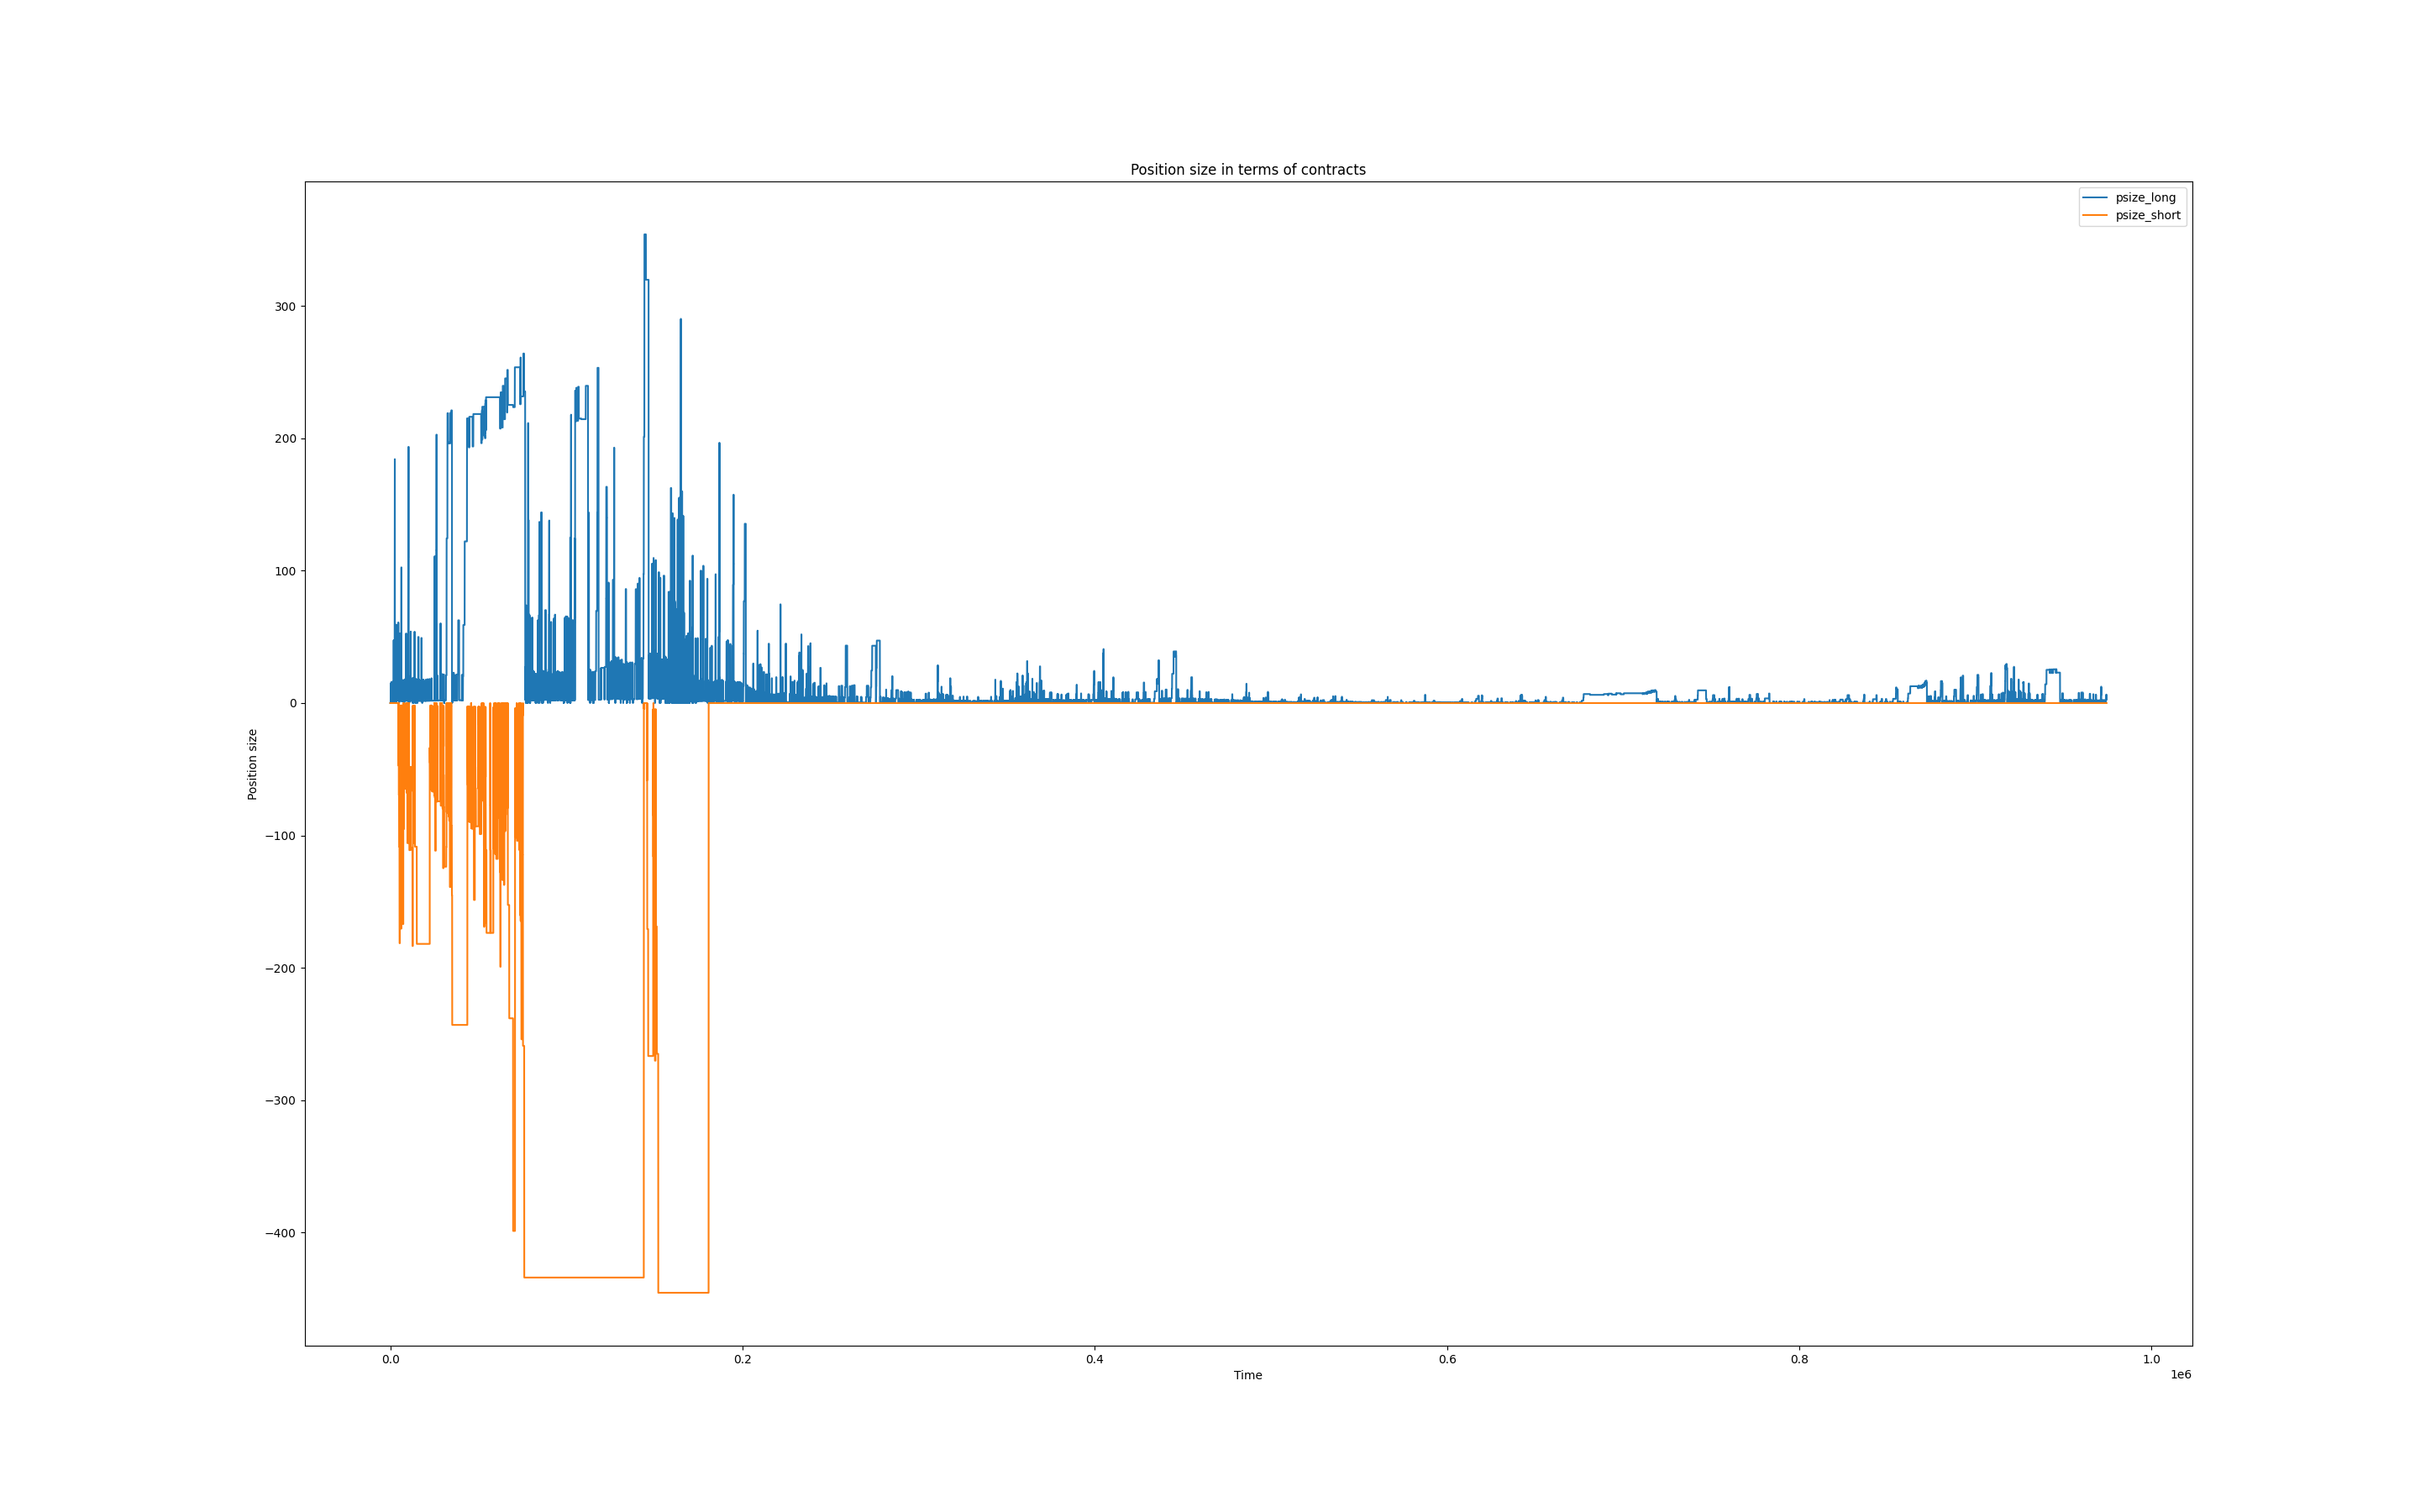 Position size in terms of contracts
psize_long
psize_short
300
200
100
0
−100
−200
−300
−400
Position size
0.0
0.2
0.4
0.6
0.8
1.0
Time
1e6